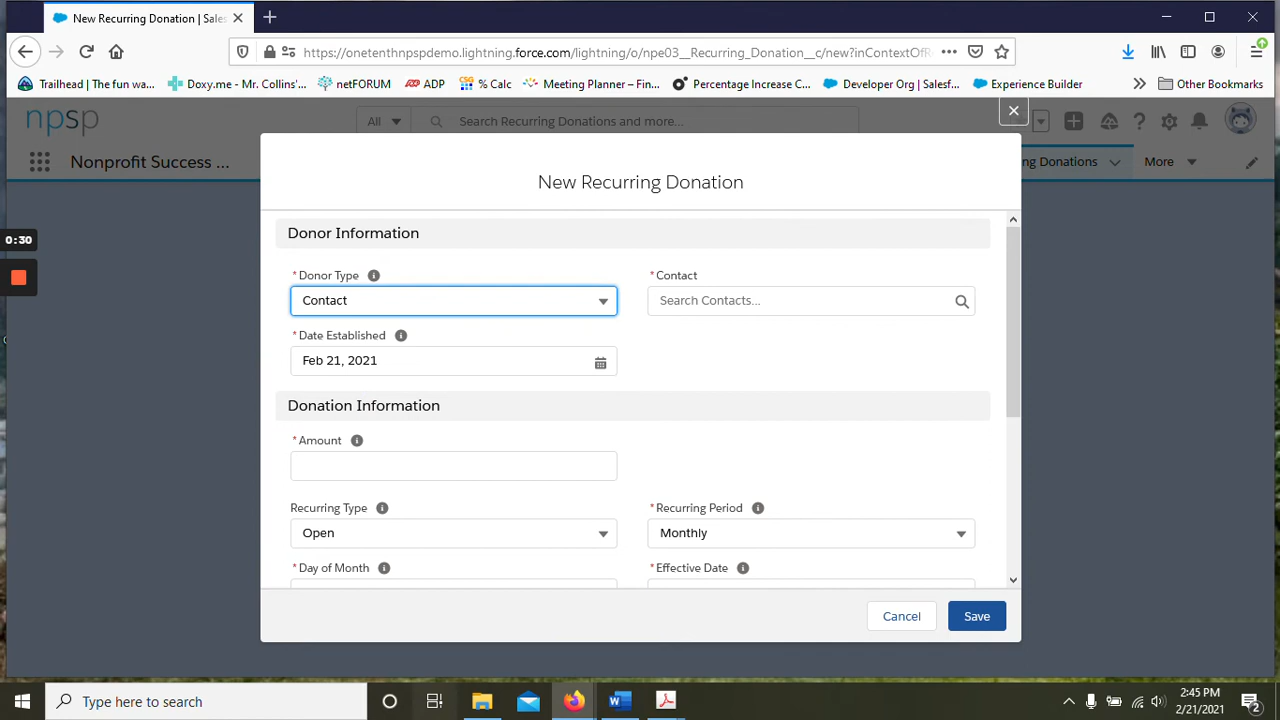 New Recurring Donation | Sales
https://onetenthnpspdemo.lightning.force.com/lightning/o/npe03__Recurring_Donation__c/new?inContextOfRe
Trailhead | The fun wa... Doxy.me - Mr. Collins'... netFORUM ADP % Calc Meeting Planner – Fin... Percentage Increase C... Developer Org | Salesf... Experience Builder Other Bookmarks
npsp All Search Recurring Donations and more...
Nonprofit Success ... ng Donations More
New Recurring Donation
0:30
Donor Information
* Donor Type * Contact
Contact Search Contacts...
* Date Established
Feb 21, 2021
Donation Information
* Amount
Recurring Type * Recurring Period
Open Monthly
* Day of Month * Effective Date
Cancel Save
Type here to search
2:45 PM
2/21/2021
2